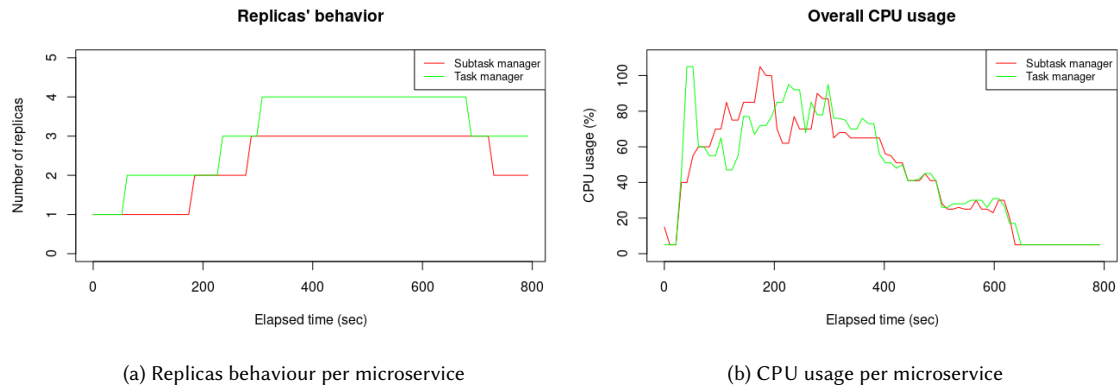 Replicas' behavior
Number of replicas
5
4
3
2
1
0
Subtask manager
Task manager
0
200
400
600
800
Elapsed time (sec)
(a) Replicas behaviour per microservice
Overall CPU usage
CPU usage (%)
100
80
60
40
20
0
Subtask manager
Task manager
0
200
400
600
800
Elapsed time (sec)
(b) CPU usage per microservice